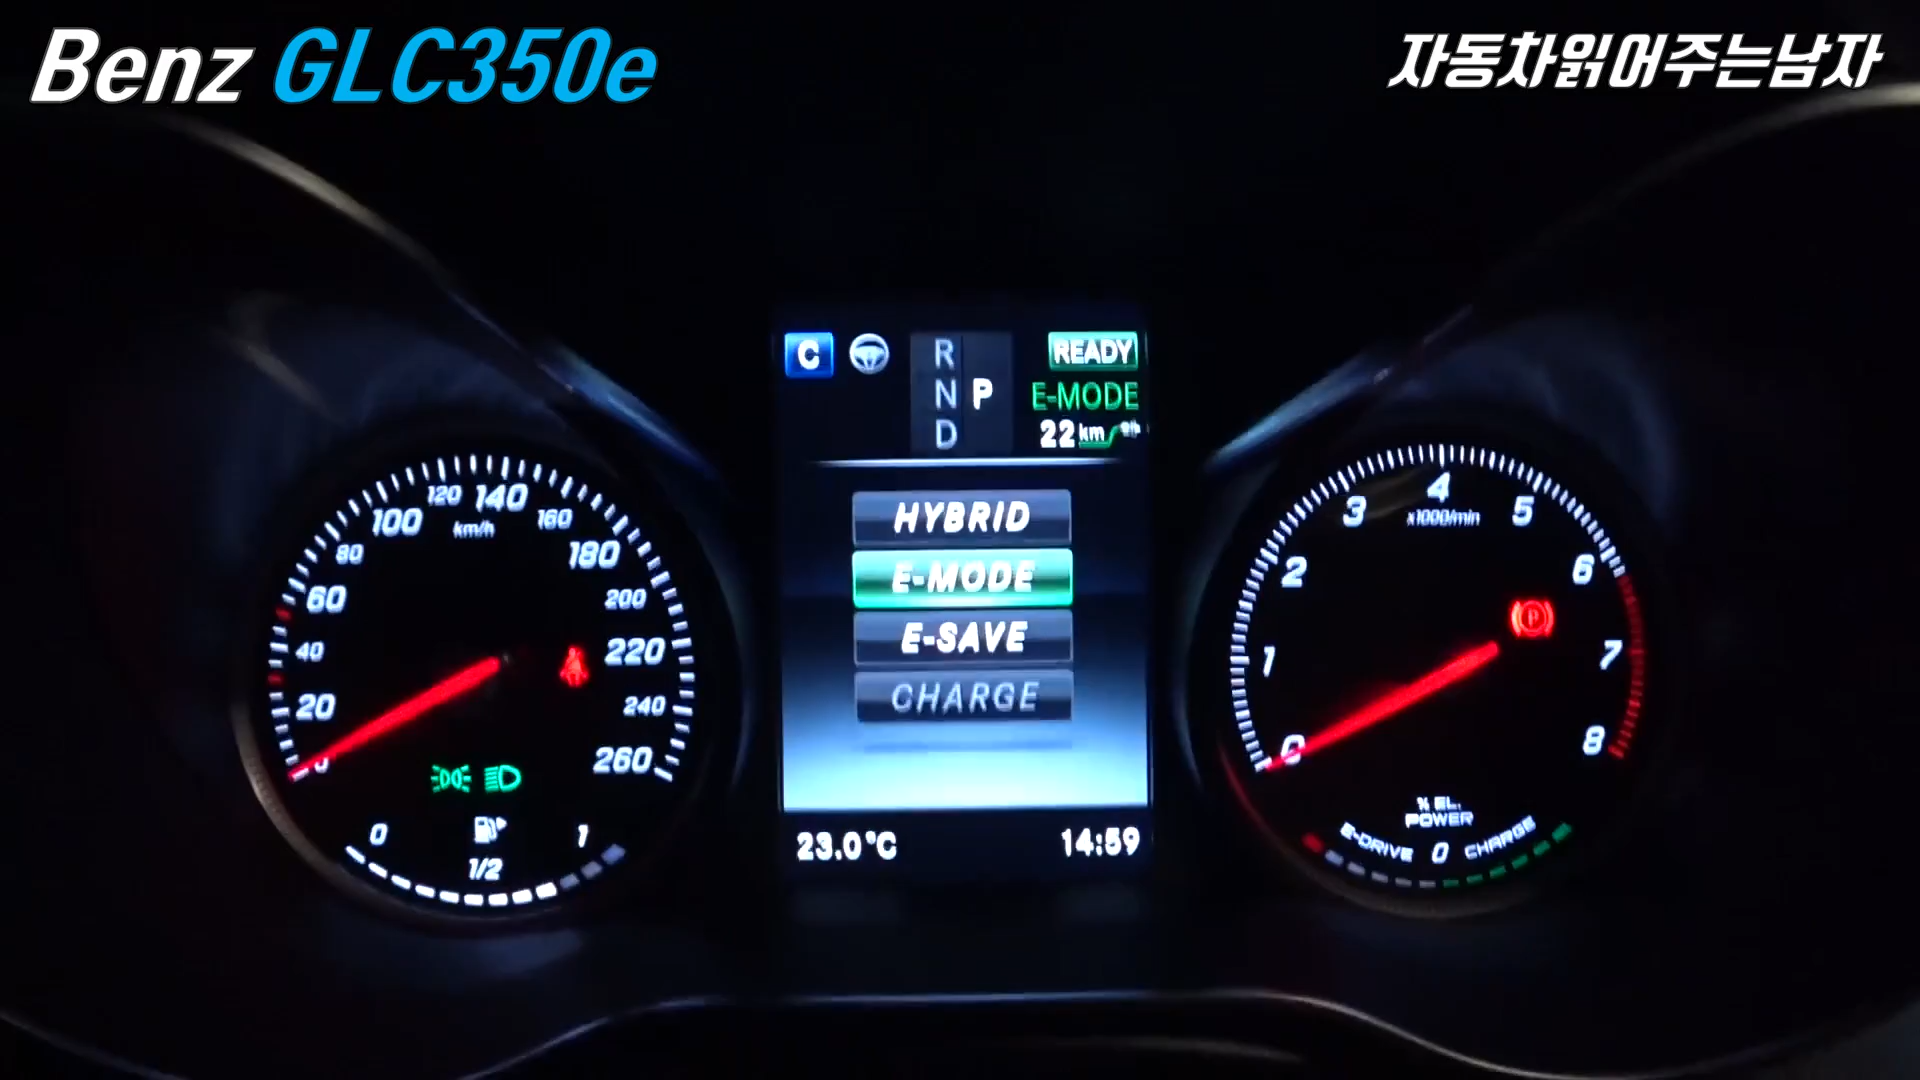 Benz GLC350e
자동차읽어주는남자
C
R
N P
D
READY
E-MODE
22 km
HYBRID
E-MODE
E-SAVE
CHARGE
23.0°C
14:59
0
20
40
60
80
100
120
140
160
180
200
220
240
260
km/h
0
1/2
1
0
1
2
3
4
5
6
7
8
x1000/min
P
% EL.
POWER
E-DRIVE 0 CHARGE